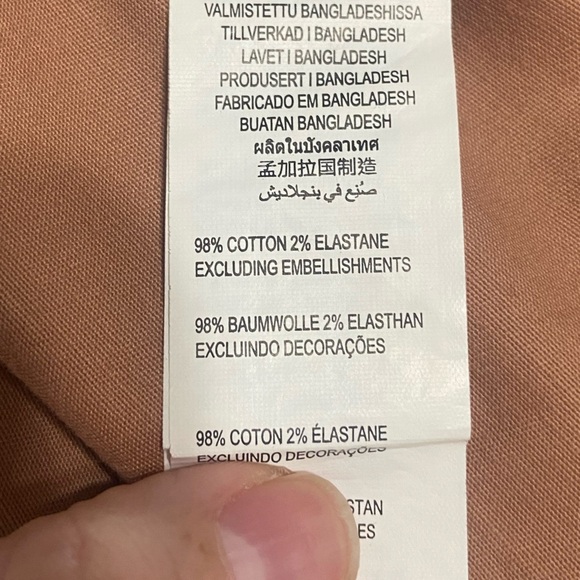 VALMISTETTU BANGLADESHISSA
TILLVERKAD I BANGLADESH
LAVET I BANGLADESH
PRODUSERT I BANGLADESH
FABRICADO EM BANGLADESH
BUATAN BANGLADESH
ผลิตในบังคลาเทศ
孟加拉国制造
صُنِع في بنجلاديش
98% COTTON 2% ELASTANE
EXCLUDING EMBELLISHMENTS
98% BAUMWOLLE 2% ELASTHAN
EXCLUINDO DECORAÇÕES
98% COTON 2% ÉLASTANE
EXCLUINDO DECORAÇÕES